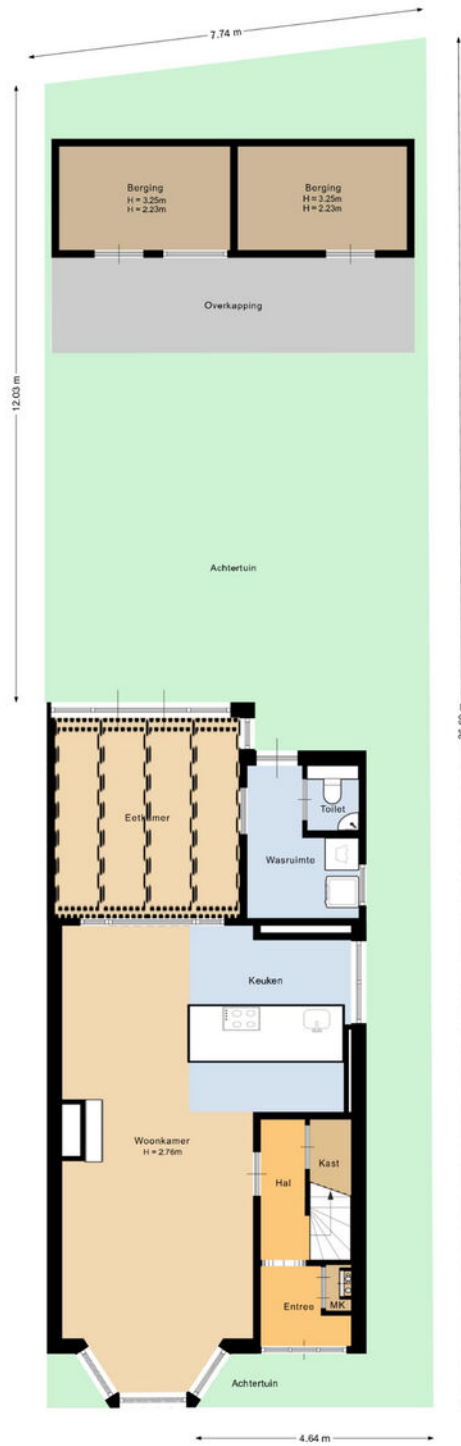 7.74 m
12.03 m
Berging
H = 3.25m
H = 2.23m
Berging
H = 3.25m
H = 2.23m
Overkapping
Achtertuin
Eetkamer
Toilet
Wasruimte
Keuken
Woonkamer
H = 2.76m
Hal
Kast
Entree
MK
Achtertuin
4.64 m